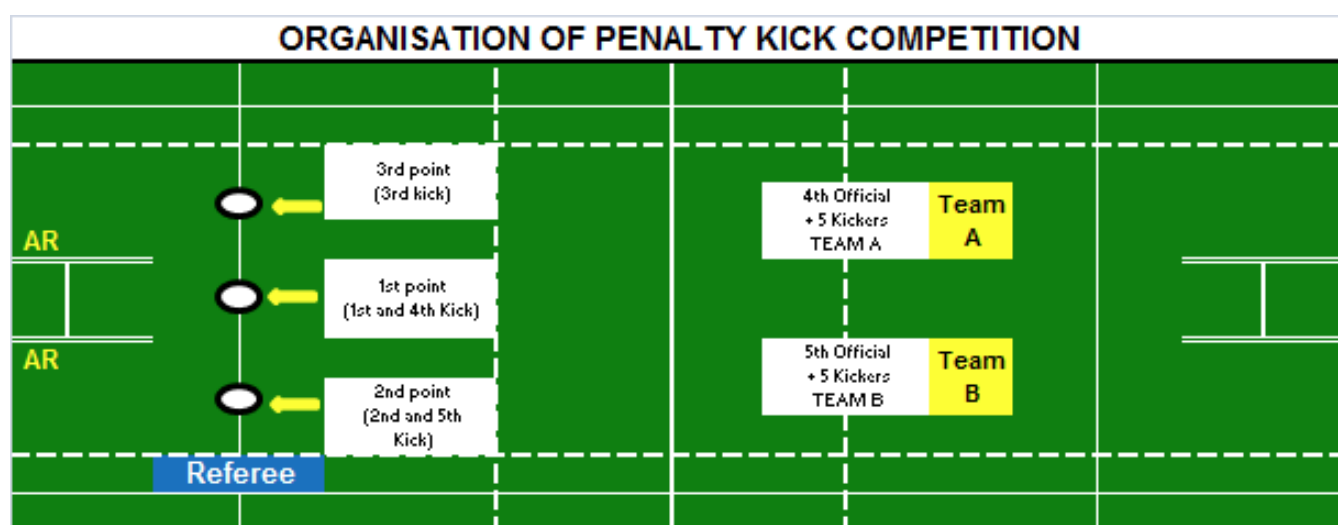 ORGANISATION OF PENALTY KICK COMPETITION
3rd point
(3rd kick)
4th Official
+ 5 Kickers
TEAM A
Team
A
AR
1st point
(1st and 4th Kick)
AR
5th Official
+ 5 Kickers
TEAM B
Team
B
2nd point
(2nd and 5th
Kick)
Referee